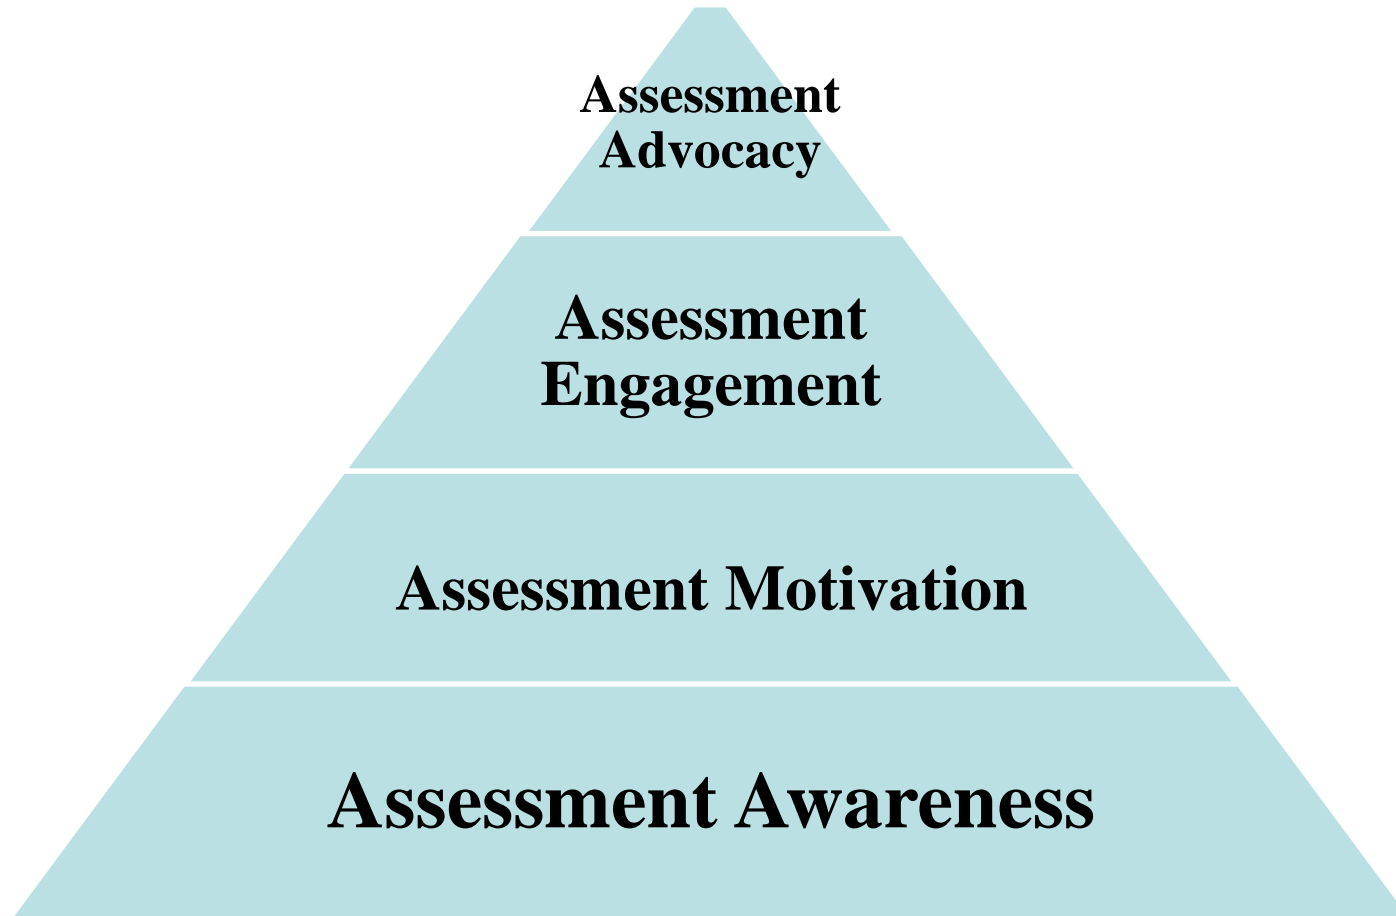 Assessment
Advocacy
Assessment
Engagement
Assessment Motivation
Assessment Awareness